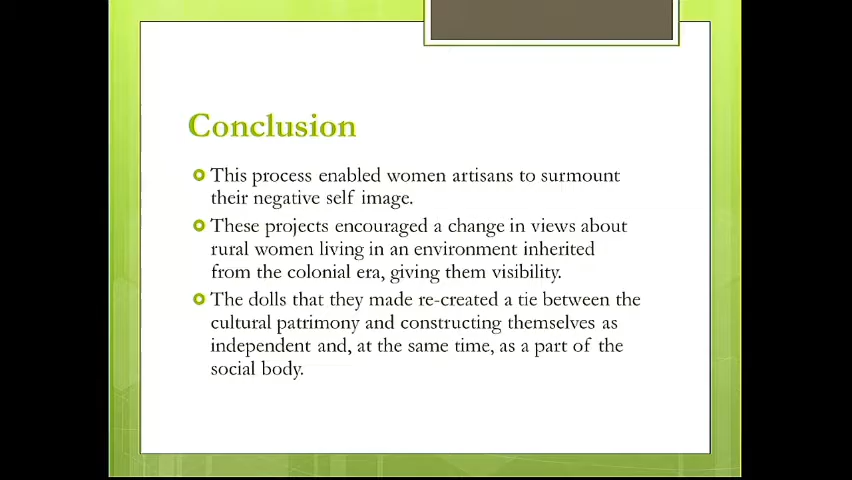 Conclusion
This process enabled women artisans to surmount
their negative self image.
These projects encouraged a change in views about
rural women living in an environment inherited
from the colonial era, giving them visibility.
The dolls that they made re-created a tie between the
cultural patrimony and constructing themselves as
independent and, at the same time, as a part of the
social body.